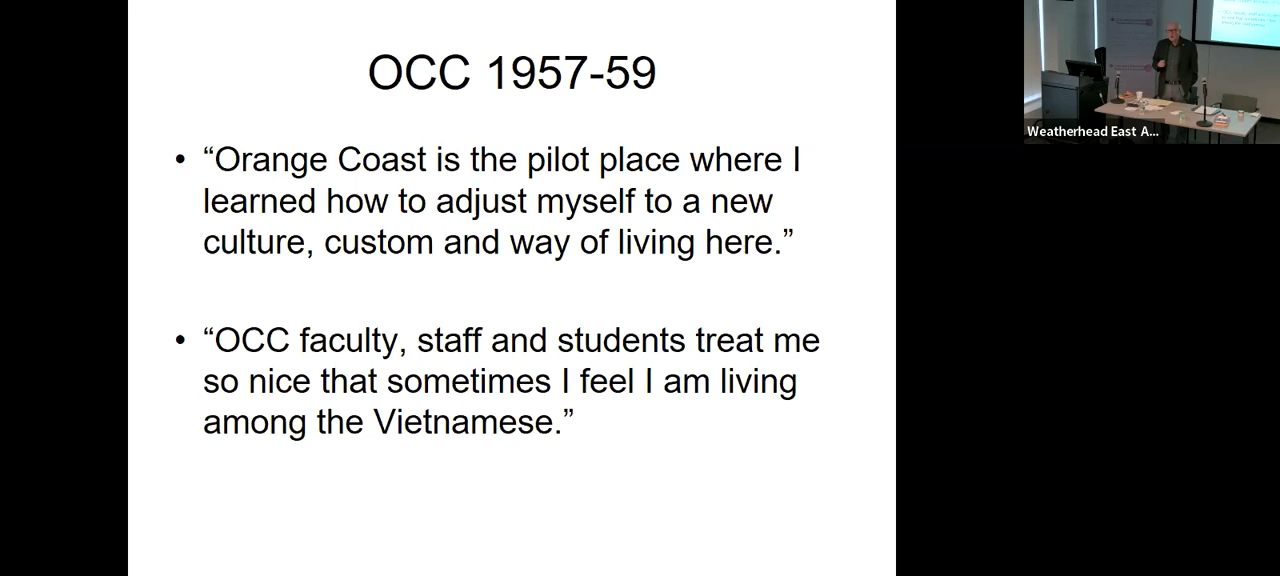 OCC 1957-59
• “Orange Coast is the pilot place where I
learned how to adjust myself to a new
culture, custom and way of living here.”
• “OCC faculty, staff and students treat me
so nice that sometimes I feel I am living
among the Vietnamese.”
Weatherhead East A...